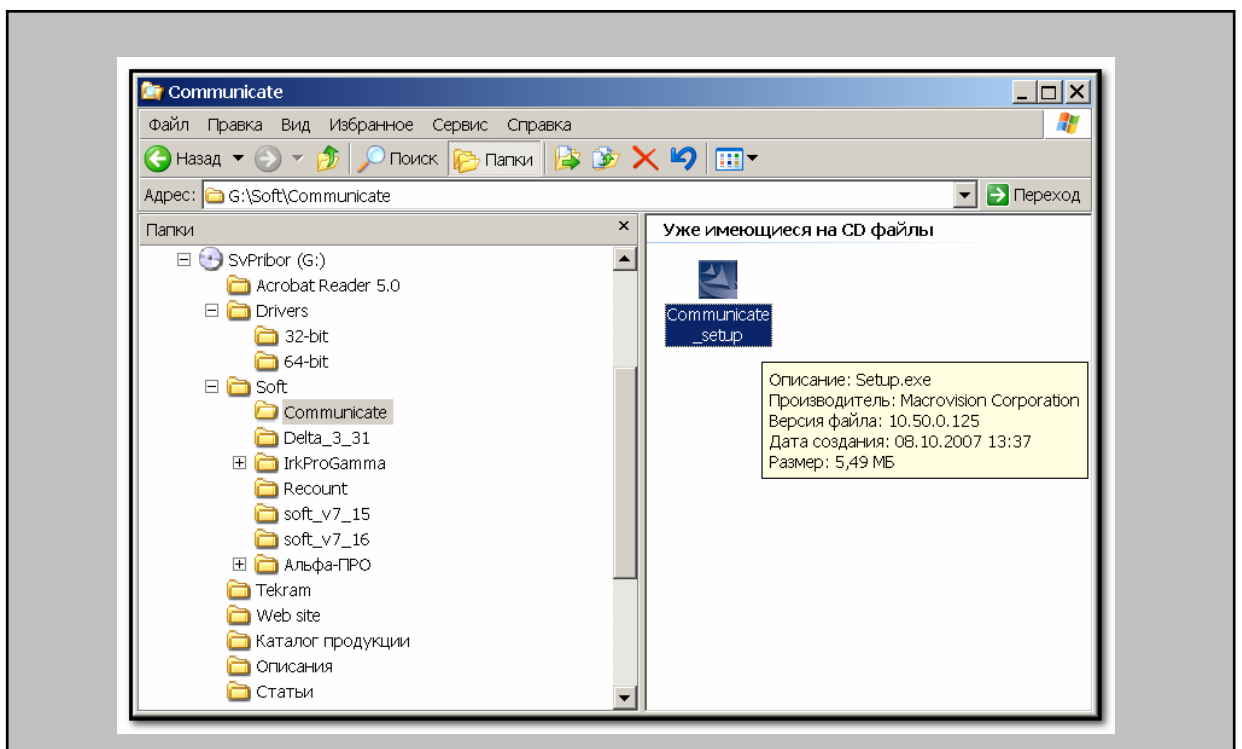 Communicate
Файл Правка Вид Избранное Сервис Справка
Назад Поиск Папки
Адрес: G:\Soft\Communicate Переход
Папки
SvPribor (G:)
Acrobat Reader 5.0
Drivers
32-bit
64-bit
Soft
Communicate
Delta_3_31
IrkProGamma
Recount
soft_v7_15
soft_v7_16
Альфа-ПРО
Tekram
Web site
Каталог продукции
Описания
Статьи
Уже имеющиеся на CD файлы
Communicate
_setup
Описание: Setup.exe
Производитель: Macrovision Corporation
Версия файла: 10.50.0.125
Дата создания: 08.10.2007 13:37
Размер: 5,49 МБ